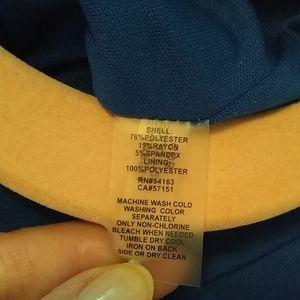 SHELL:
76%POLYESTER
19%RAYON
5%SPANDEX
LINING:
100%POLYESTER
RN#54163
CA#57151
MACHINE WASH COLD
WASHING COLOR
SEPARATELY
ONLY NON-CHLORINE
BLEACH WHEN NEEDED
TUMBLE DRY COOL
IRON ON BACK
SIDE OR DRY CLEAN